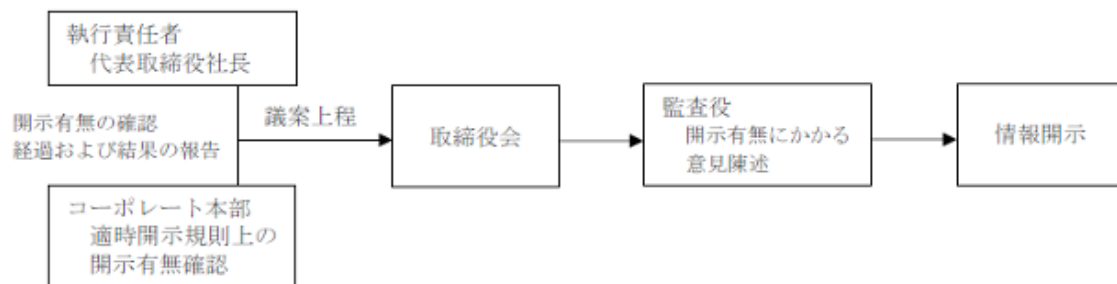 執行責任者
代表取締役社長
開示有無の確認
経過および結果の報告
議案上程
コーポレート本部
適時開示規則上の
開示有無確認
取締役会
監査役
開示有無にかかる
意見陳述
情報開示